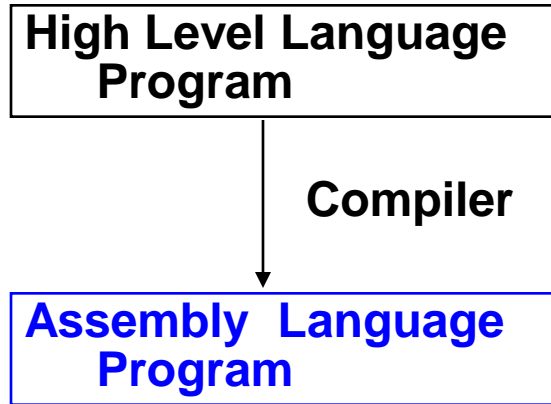 High Level Language
Program
Compiler
Assembly Language
Program